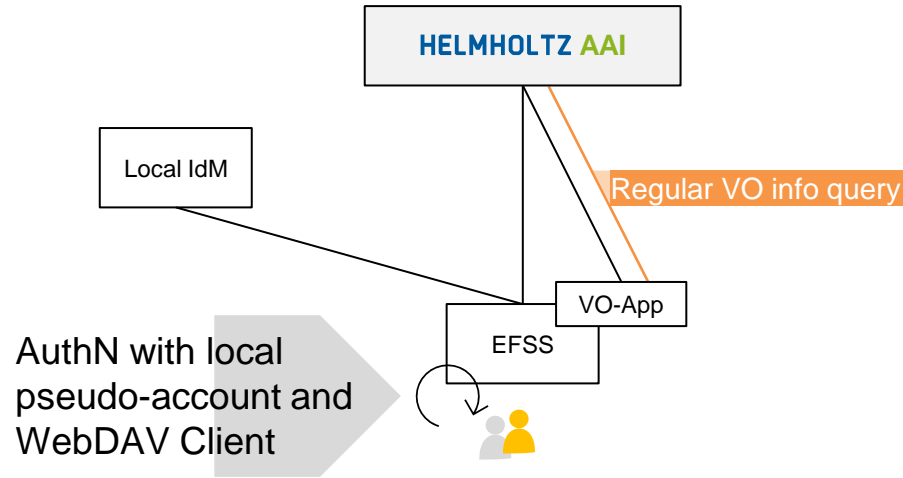 HELMHOLTZ AAI
Local IdM
Regular VO info query
VO-App
EFSS
AuthN with local
pseudo-account and
WebDAV Client